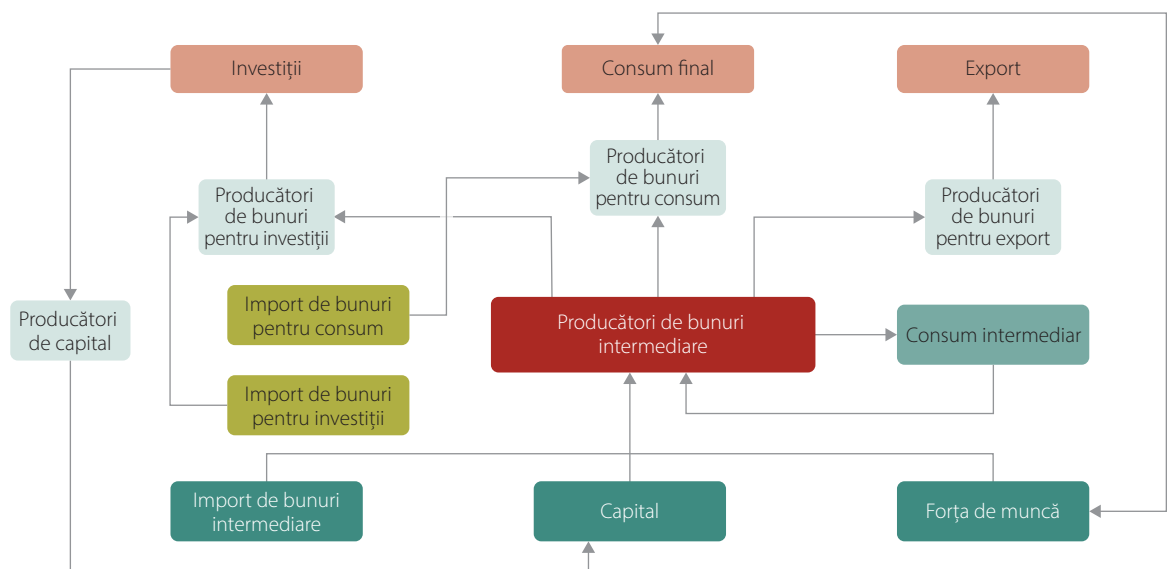 Investiții
Consum final
Export
Producători
de bunuri
pentru consum
Producători
de bunuri
pentru investiții
Producători
de bunuri
pentru export
Import de bunuri
pentru consum
Producători
de capital
Producători de bunuri
intermediare
Consum intermediar
Import de bunuri
pentru investiții
Import de bunuri
intermediare
Capital
Forța de muncă